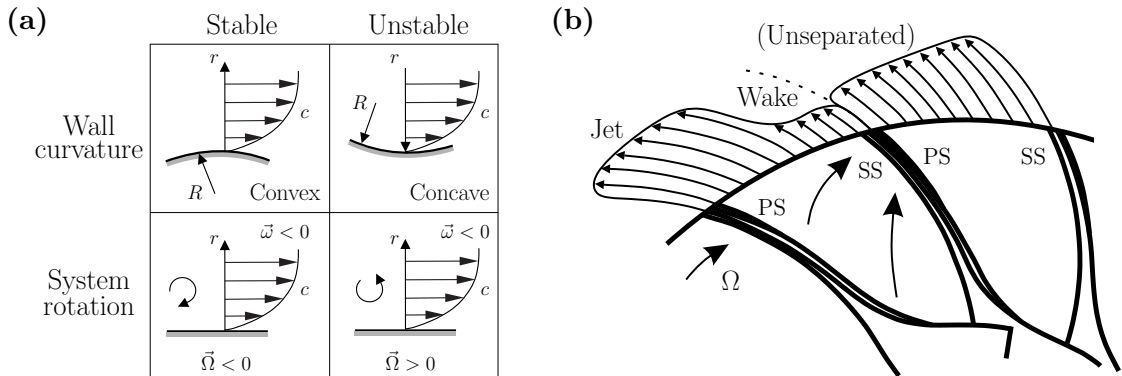 (a)
Stable
Unstable
Wall
curvature
r
c
R
Convex
r
R
c
Concave
System
rotation
r
ω⃗ < 0
c
Ω⃗ < 0
r
ω⃗ < 0
c
Ω⃗ > 0
(b)
(Unseparated)
Wake
Jet
SS
PS
SS
PS
Ω